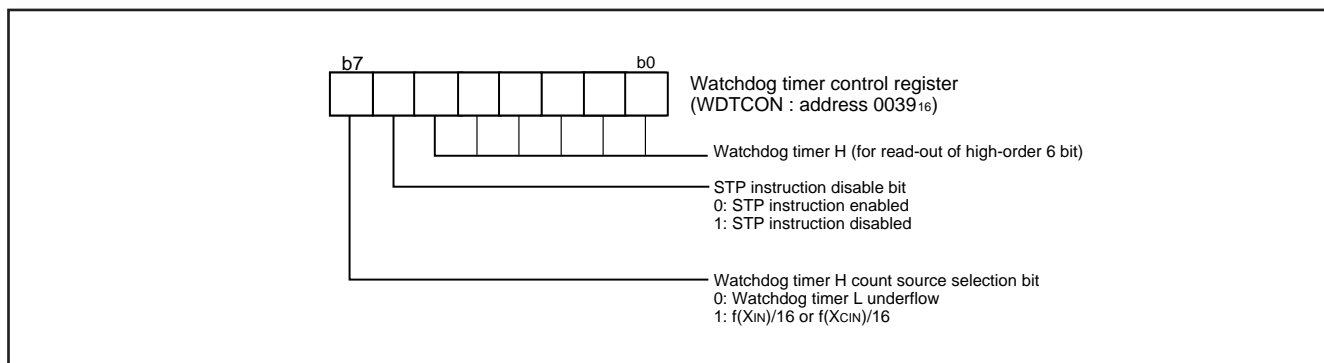 b7 b0
Watchdog timer control register
(WDTCON : address 0039₁₆)
Watchdog timer H (for read-out of high-order 6 bit)
STP instruction disable bit
0: STP instruction enabled
1: STP instruction disabled
Watchdog timer H count source selection bit
0: Watchdog timer L underflow
1: f(XIN)/16 or f(XCIN)/16